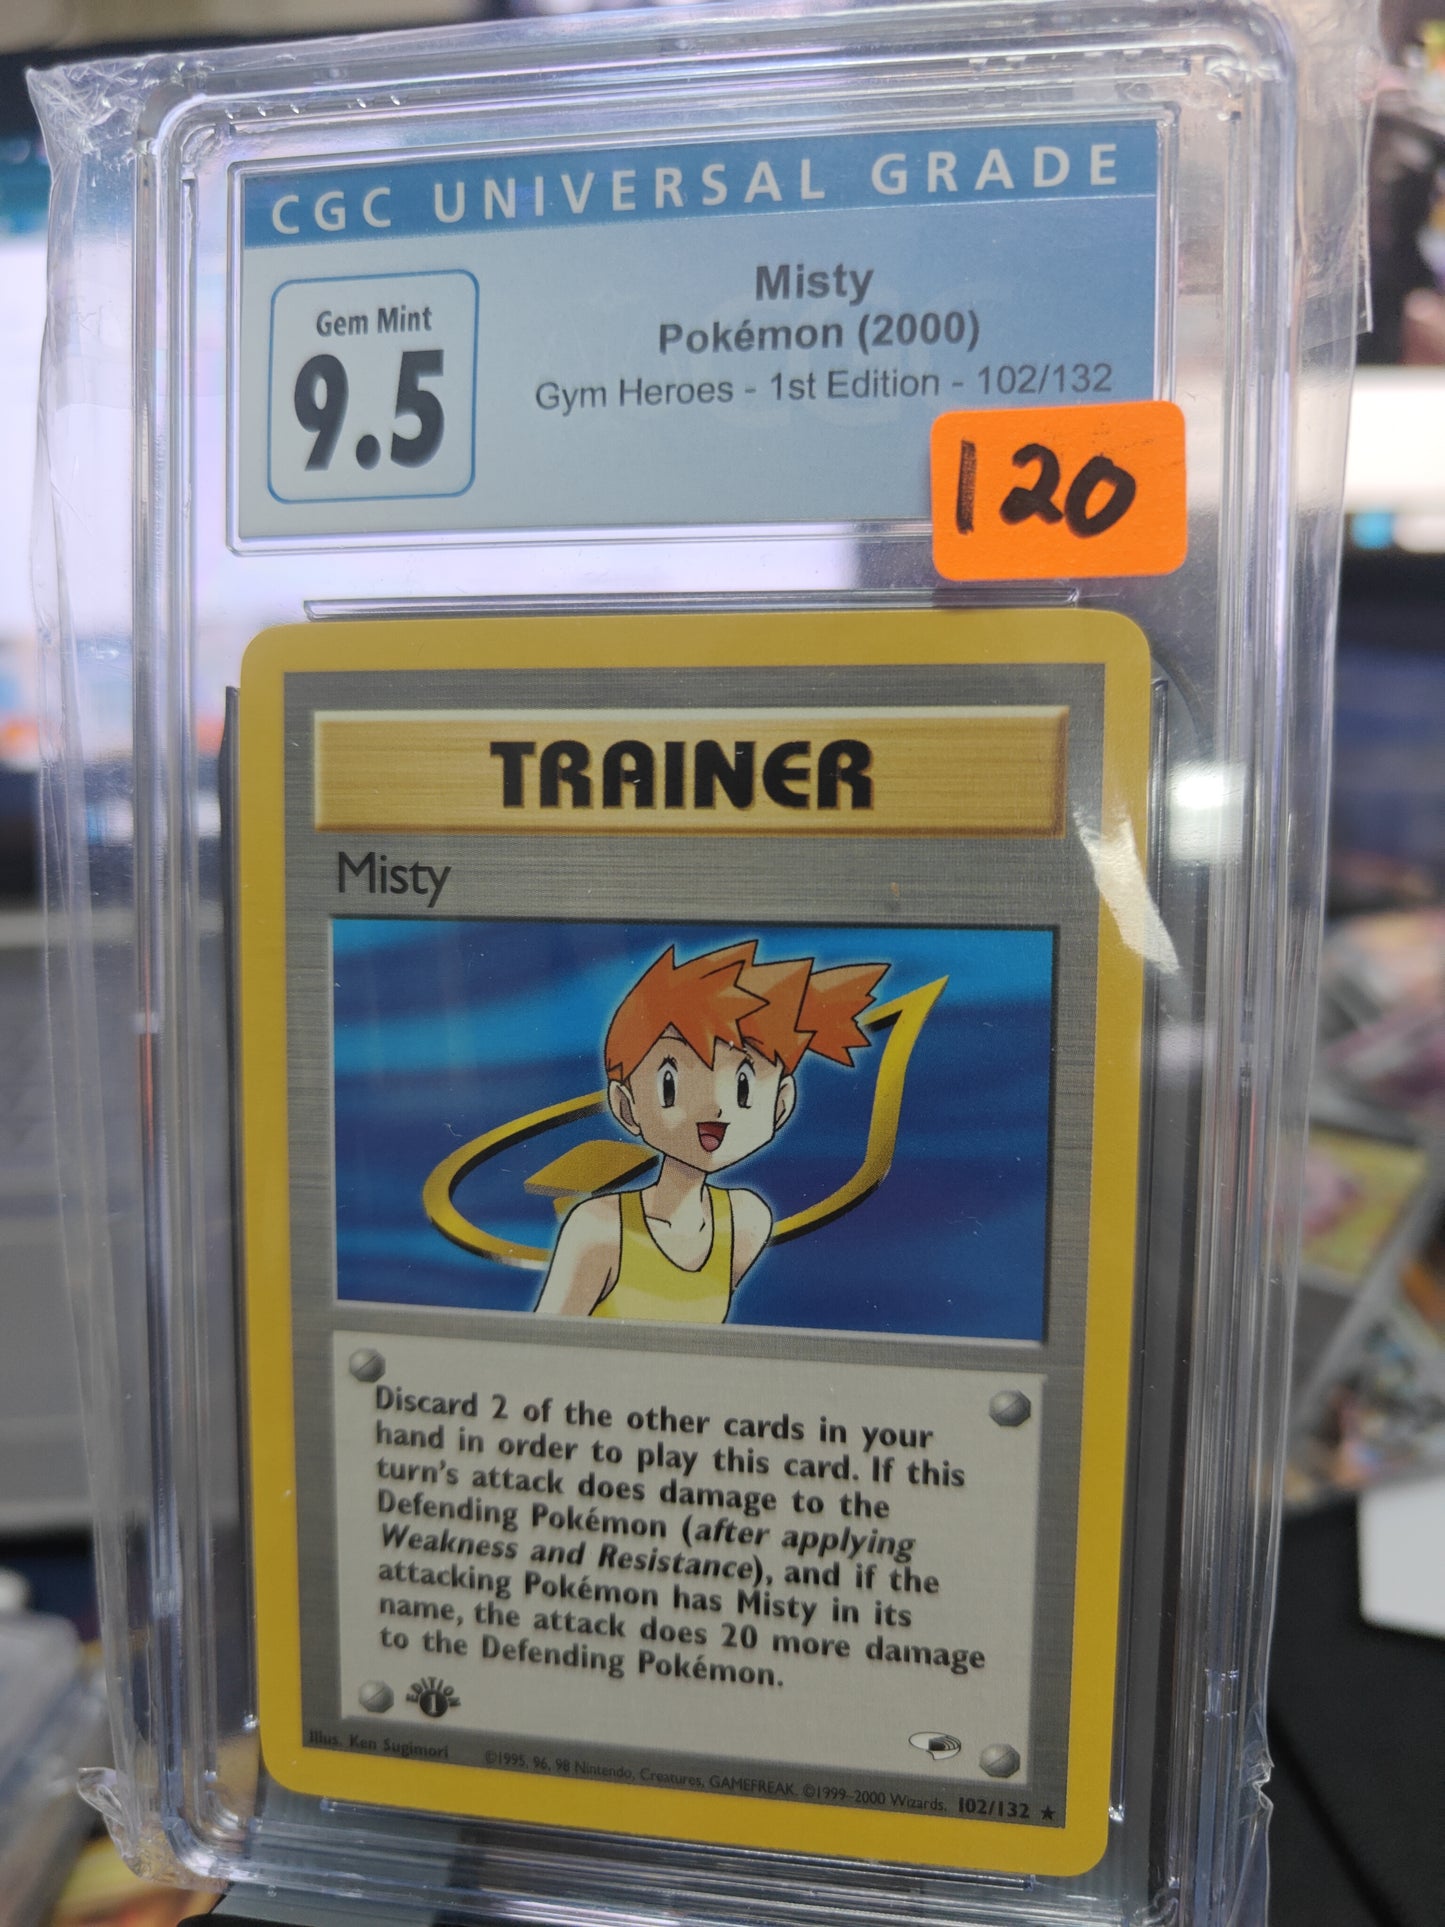 CGC UNIVERSAL GRADE
Gem Mint
9.5
Misty
Pokémon (2000)
Gym Heroes - 1st Edition - 102/132
120
TRAINER
Misty
Discard 2 of the other cards in your
hand in order to play this card. If this
turn's attack does damage to the
Defending Pokémon (after applying
Weakness and Resistance), and if the
attacking Pokémon has Misty in its
name, the attack does 20 more damage
to the Defending Pokémon.
EDITION
1
Illus. Ken Sugimori
©1995, 96, 98 Nintendo, Creatures, GAMEFREAK. ©1999-2000 Wizards. 102/132 ★